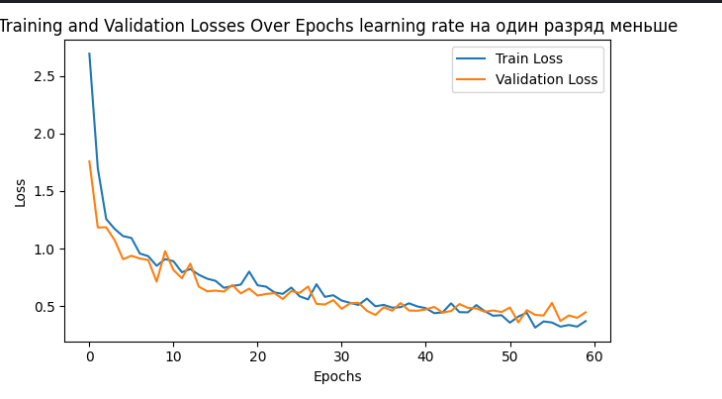 Training and Validation Losses Over Epochs learning rate на один разряд меньше
Train Loss
Validation Loss
Loss
2.5
2.0
1.5
1.0
0.5
0 10 20 30 40 50 60
Epochs